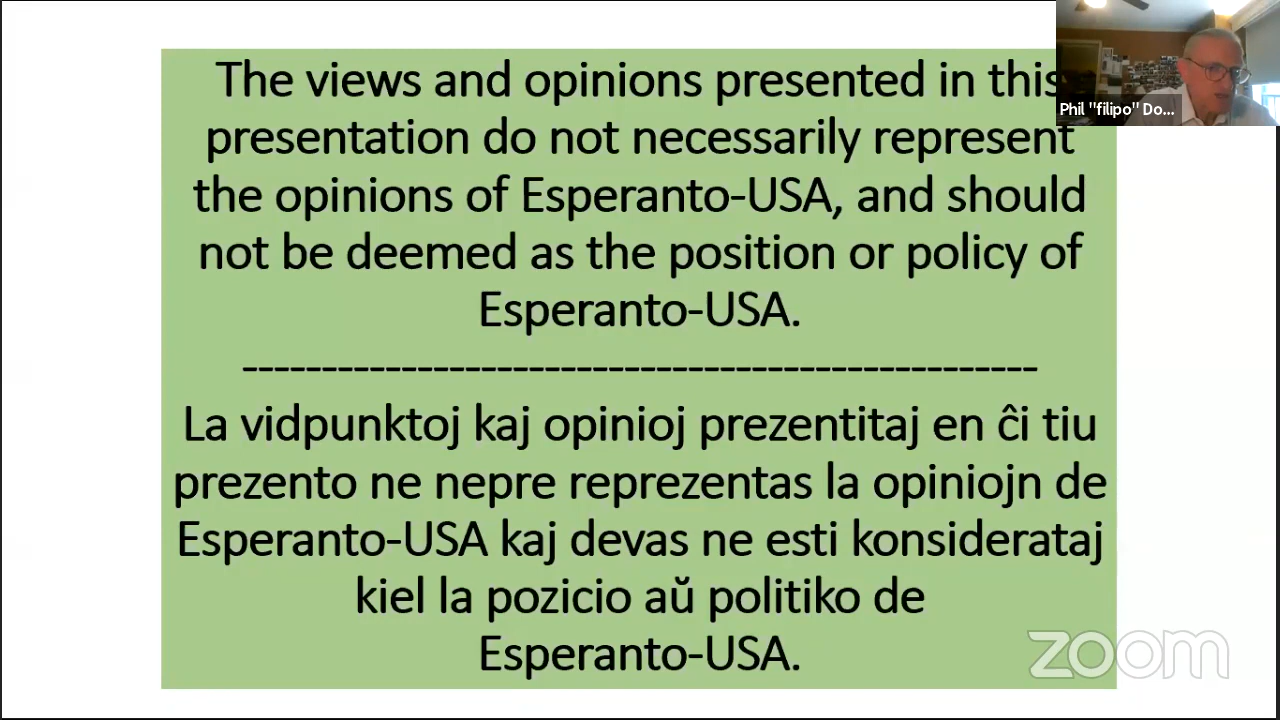 The views and opinions presented in this
presentation do not necessarily represent
the opinions of Esperanto-USA, and should
not be deemed as the position or policy of
Esperanto-USA.
--------------------------------------------------
La vidpunktoj kaj opinioj prezentitaj en ĉi tiu
prezento ne nepre reprezentas la opiniojn de
Esperanto-USA kaj devas ne esti konsiderataj
kiel la pozicio aŭ politiko de
Esperanto-USA.
Phil "filipo" Do...
zoom